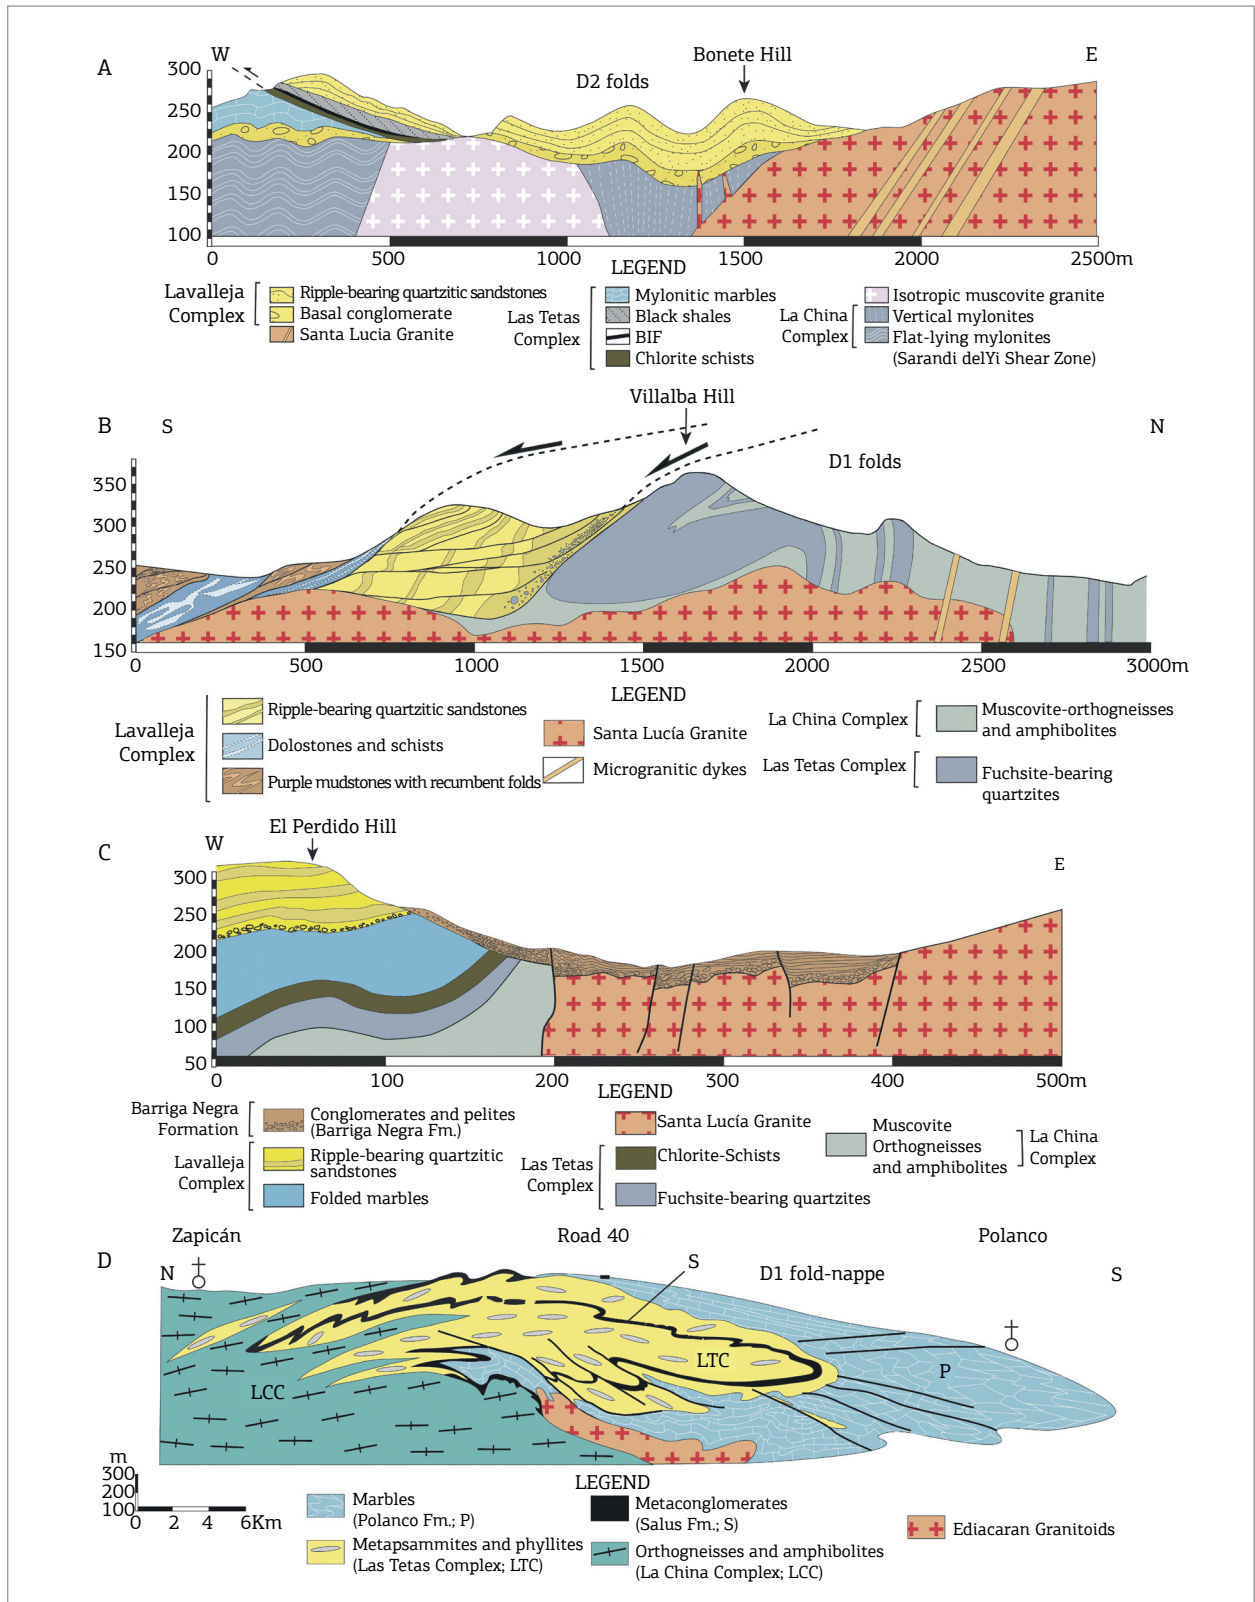 A
W
D2 folds
Bonete Hill
E
300
250
200
150
100
0
500
1000
1500
2000
2500m
LEGEND
Lavalleja
Complex
Ripple-bearing quartzitic sandstones
Basal conglomerate
Santa Lucia Granite
Las Tetas
Complex
Mylonitic marbles
Black shales
BIF
Chlorite schists
La China
Complex
Isotropic muscovite granite
Vertical mylonites
Flat-lying mylonites
(Sarandi delYi Shear Zone)
B
S
Villalba Hill
N
D1 folds
350
300
250
200
150
0
500
1000
1500
2000
2500
3000m
LEGEND
Lavalleja
Complex
Ripple-bearing quartzitic sandstones
Dolostones and schists
Purple mudstones with recumbent folds
Santa Lucía Granite
Microgranitic dykes
La China Complex
Muscovite-orthogneisses
and amphibolites
Las Tetas Complex
Fuchsite-bearing
quartzites
C
W
El Perdido Hill
E
300
250
200
150
100
50
0
100
200
300
400
500m
LEGEND
Barriga Negra
Formation
Conglomerates and pelites
(Barriga Negra Fm.)
Lavalleja
Complex
Ripple-bearing quartzitic
sandstones
Folded marbles
Santa Lucía Granite
Las Tetas
Complex
Chlorite-Schists
Fuchsite-bearing quartzites
Muscovite
Orthogneisses
and amphibolites
La China
Complex
D
Zapicán
Road 40
Polanco
N
S
D1 fold-nappe
S
LTC
P
LCC
m
300
200
100
0
2
4
6Km
LEGEND
Marbles
(Polanco Fm.; P)
Metapsammites and phyllites
(Las Tetas Complex; LTC)
Metaconglomerates
(Salus Fm.; S)
Orthogneisses and amphibolites
(La China Complex; LCC)
Ediacaran Granitoids